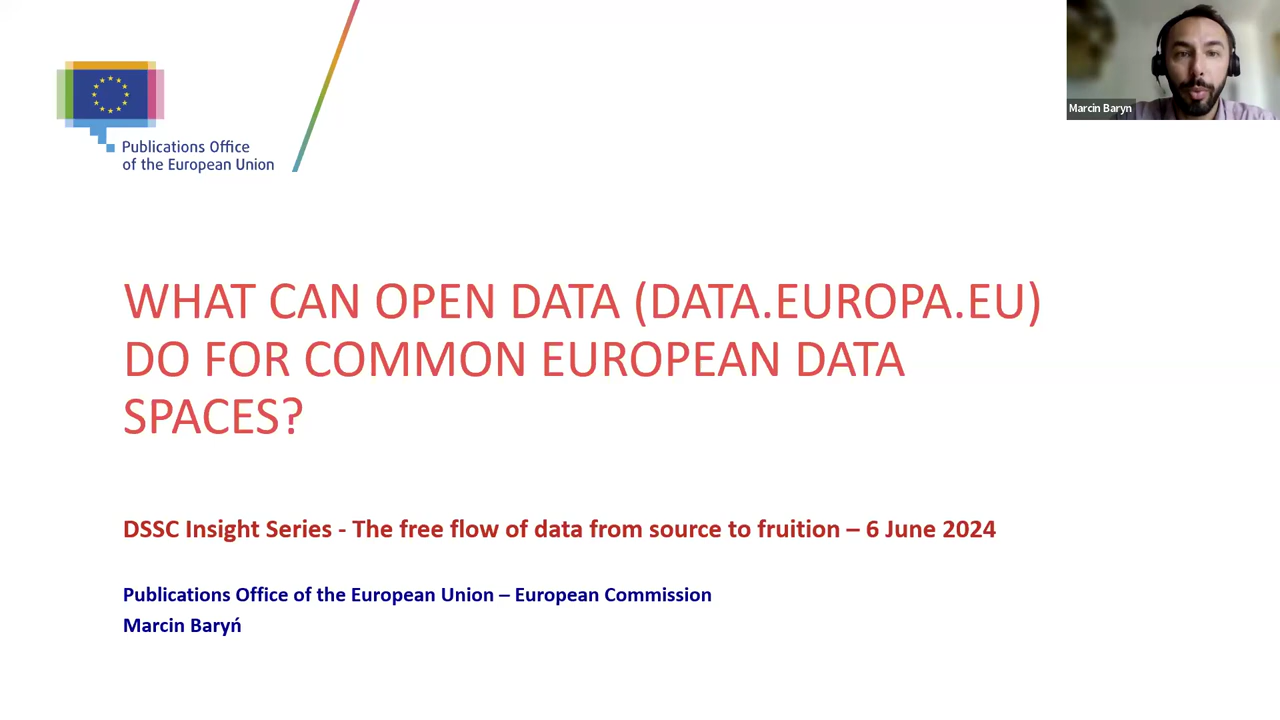 Marcin Baryn
Publications Office
of the European Union
WHAT CAN OPEN DATA (DATA.EUROPA.EU)
DO FOR COMMON EUROPEAN DATA
SPACES?
DSSC Insight Series - The free flow of data from source to fruition – 6 June 2024
Publications Office of the European Union – European Commission
Marcin Baryń